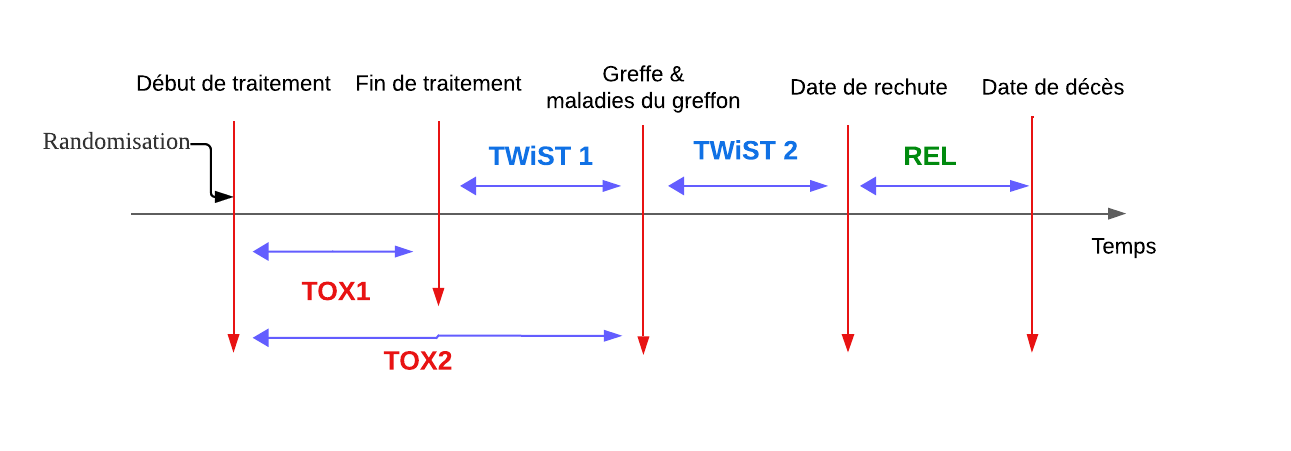 Début de traitement
Fin de traitement
Greffe &
maladies du greffon
Date de rechute
Date de décès
Randomisation
TWiST 1
TWiST 2
REL
Temps
TOX1
TOX2